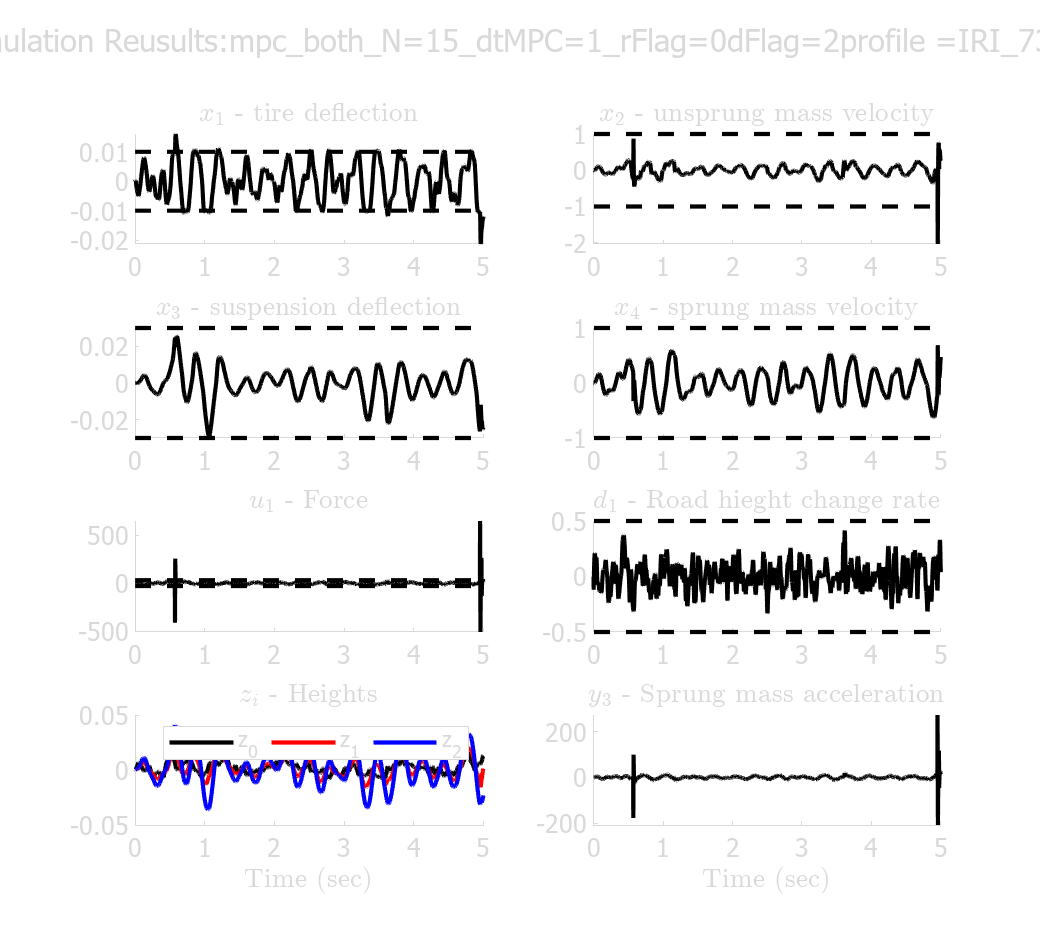 ulation Reusults:mpc_both_N=15_dtMPC=1_rFlag=0dFlag=2profile =IRI_73
x₁ - tire deflection
0.01
0
-0.01
-0.02
0 1 2 3 4 5
x₂ - unsprung mass velocity
1
0
-1
-2
0 1 2 3 4 5
x₃ - suspension deflection
0.02
0
-0.02
0 1 2 3 4 5
x₄ - sprung mass velocity
1
0
-1
0 1 2 3 4 5
u₁ - Force
500
0
-500
0 1 2 3 4 5
d₁ - Road hieght change rate
0.5
0
-0.5
0 1 2 3 4 5
zᵢ - Heights
0.05
z₀ z₁ z₂
0
-0.05
0 1 2 3 4 5
Time (sec)
y₃ - Sprung mass acceleration
200
0
-200
0 1 2 3 4 5
Time (sec)